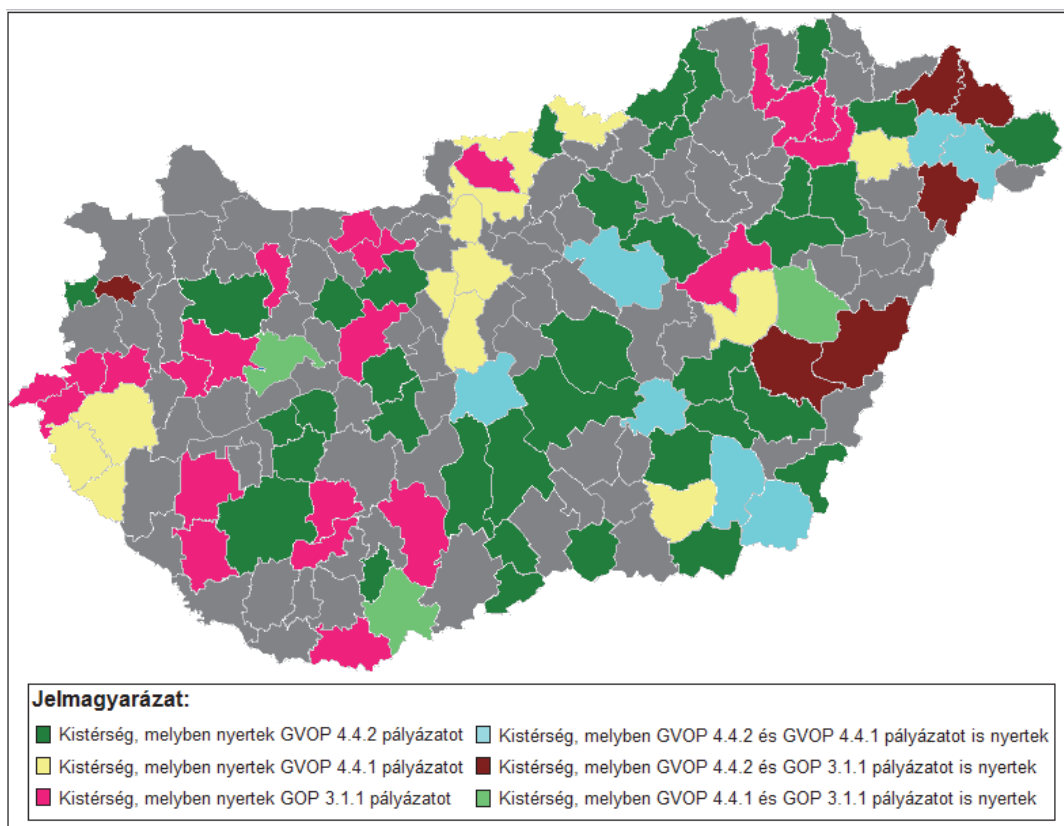 Jelmagyarázat:
Kistérség, melyben nyertek GVOP 4.4.2 pályázatot
Kistérség, melyben nyertek GVOP 4.4.1 pályázatot
Kistérség, melyben nyertek GOP 3.1.1 pályázatot
Kistérség, melyben GVOP 4.4.2 és GVOP 4.4.1 pályázatot is nyertek
Kistérség, melyben GVOP 4.4.2 és GOP 3.1.1 pályázatot is nyertek
Kistérség, melyben GVOP 4.4.1 és GOP 3.1.1 pályázatot is nyertek